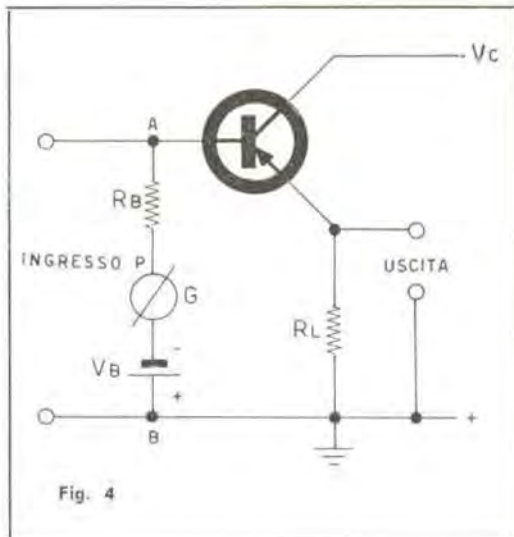 Vc
A
RB
INGRESSO P
G
USCITA
RL
VB
-
+
+
B
Fig. 4